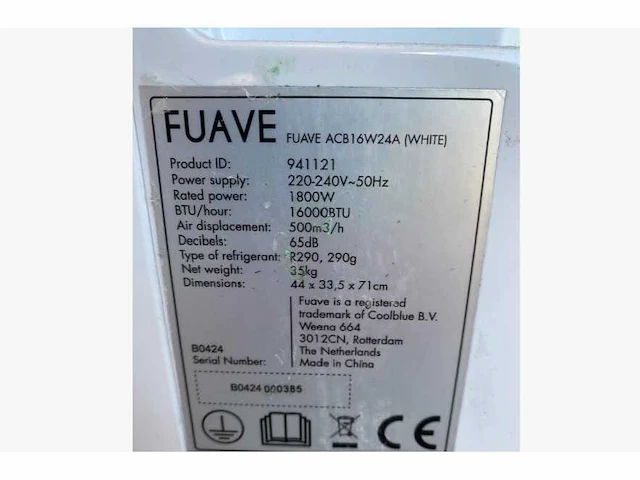 FUAVE FUAVE ACB16W24A (WHITE)
Product ID: 941121
Power supply: 220-240V~50Hz
Rated power: 1800W
BTU/hour: 16000BTU
Air displacement: 500m3/h
Decibels: 65dB
Type of refrigerant: R290, 290g
Net weight: 35kg
Dimensions: 44 x 33,5 x 71cm
Fuave is a registered
trademark of Coolblue B.V.
Weena 664
3012CN, Rotterdam
The Netherlands
Made in China
B0424
Serial Number:
B0424 000385
CE